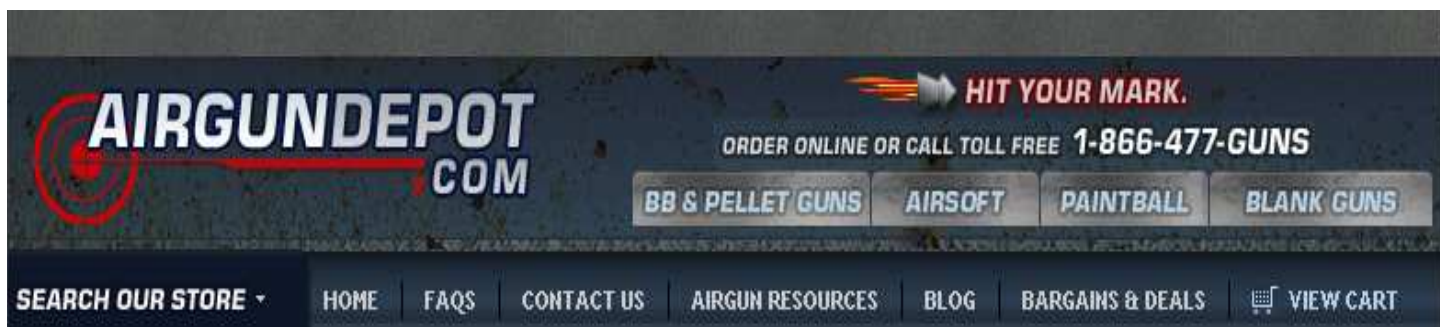 AIRGUNDEPOT
.COM
HIT YOUR MARK.
ORDER ONLINE OR CALL TOLL FREE 1-866-477-GUNS
BB & PELLET GUNS AIRSOFT PAINTBALL BLANK GUNS
SEARCH OUR STORE HOME FAQS CONTACT US AIRGUN RESOURCES BLOG BARGAINS & DEALS VIEW CART